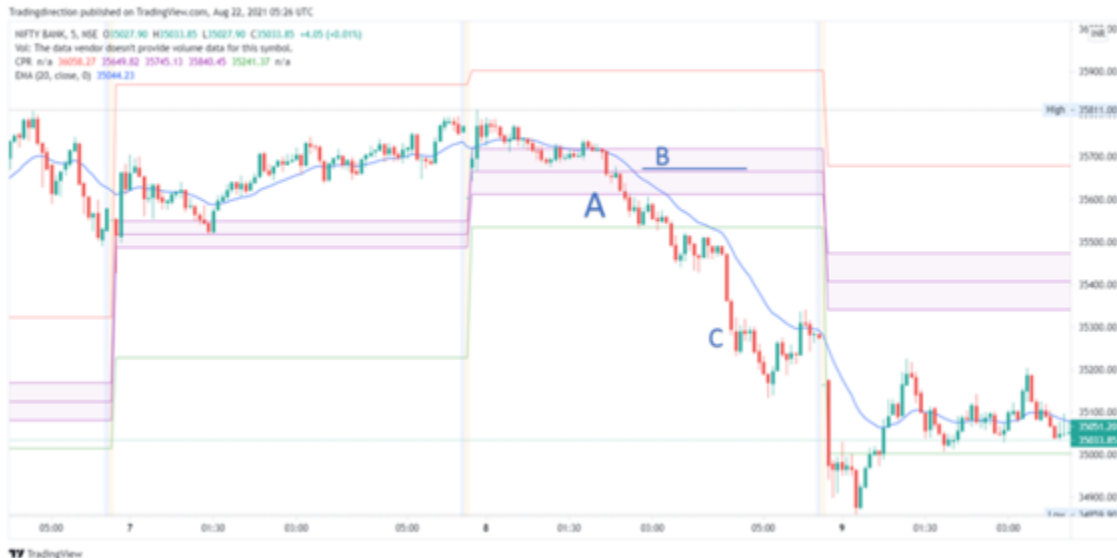 Tradingdirection published on TradingView.com, Aug 22, 2021 05:26 UTC
NIFTY BANK, 5, NSE O35027.90 H35033.85 L35027.90 C35033.85 +4.05 (+0.01%)
Vol: The data vendor doesn't provide volume data for this symbol.
CPR n/a 36058.27 35649.82 35745.13 35840.45 35241.37 n/a
EMA (20, close, 0) 35044.23
INR
35900.00
High 35811.00
35700.00
B
35600.00
A
35500.00
35400.00
C
35300.00
35200.00
35100.00
35051.20
35033.85
35000.00
34900.00
Low 34859.90
05:00 7 01:30 03:00 05:00 8 01:30 03:00 05:00 9 01:30 03:00
TradingView